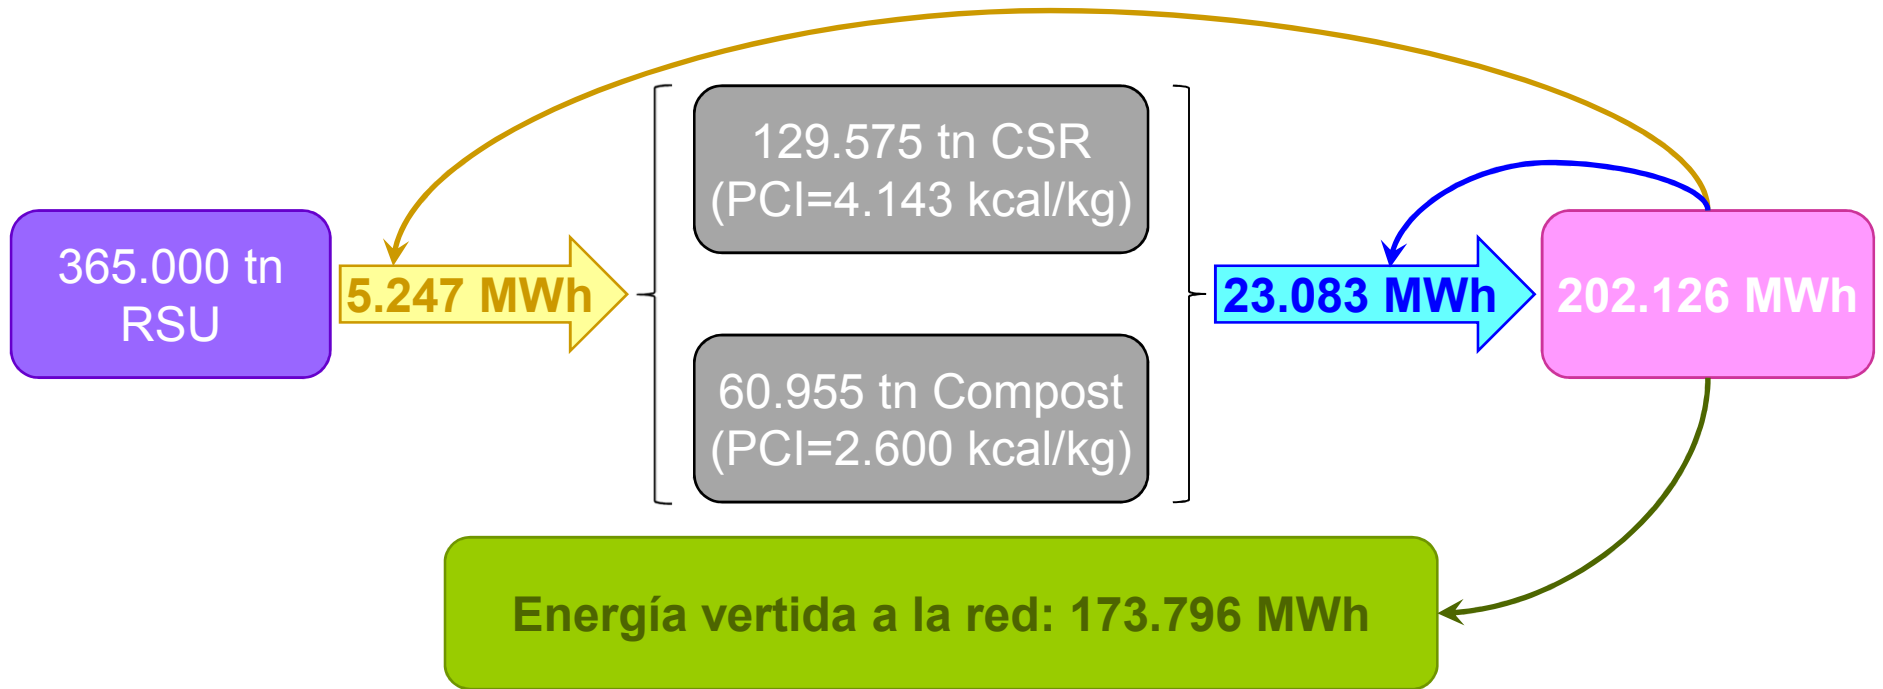 365.000 tn
RSU
5.247 MWh
129.575 tn CSR
(PCI=4.143 kcal/kg)
60.955 tn Compost
(PCI=2.600 kcal/kg)
23.083 MWh
202.126 MWh
Energía vertida a la red: 173.796 MWh